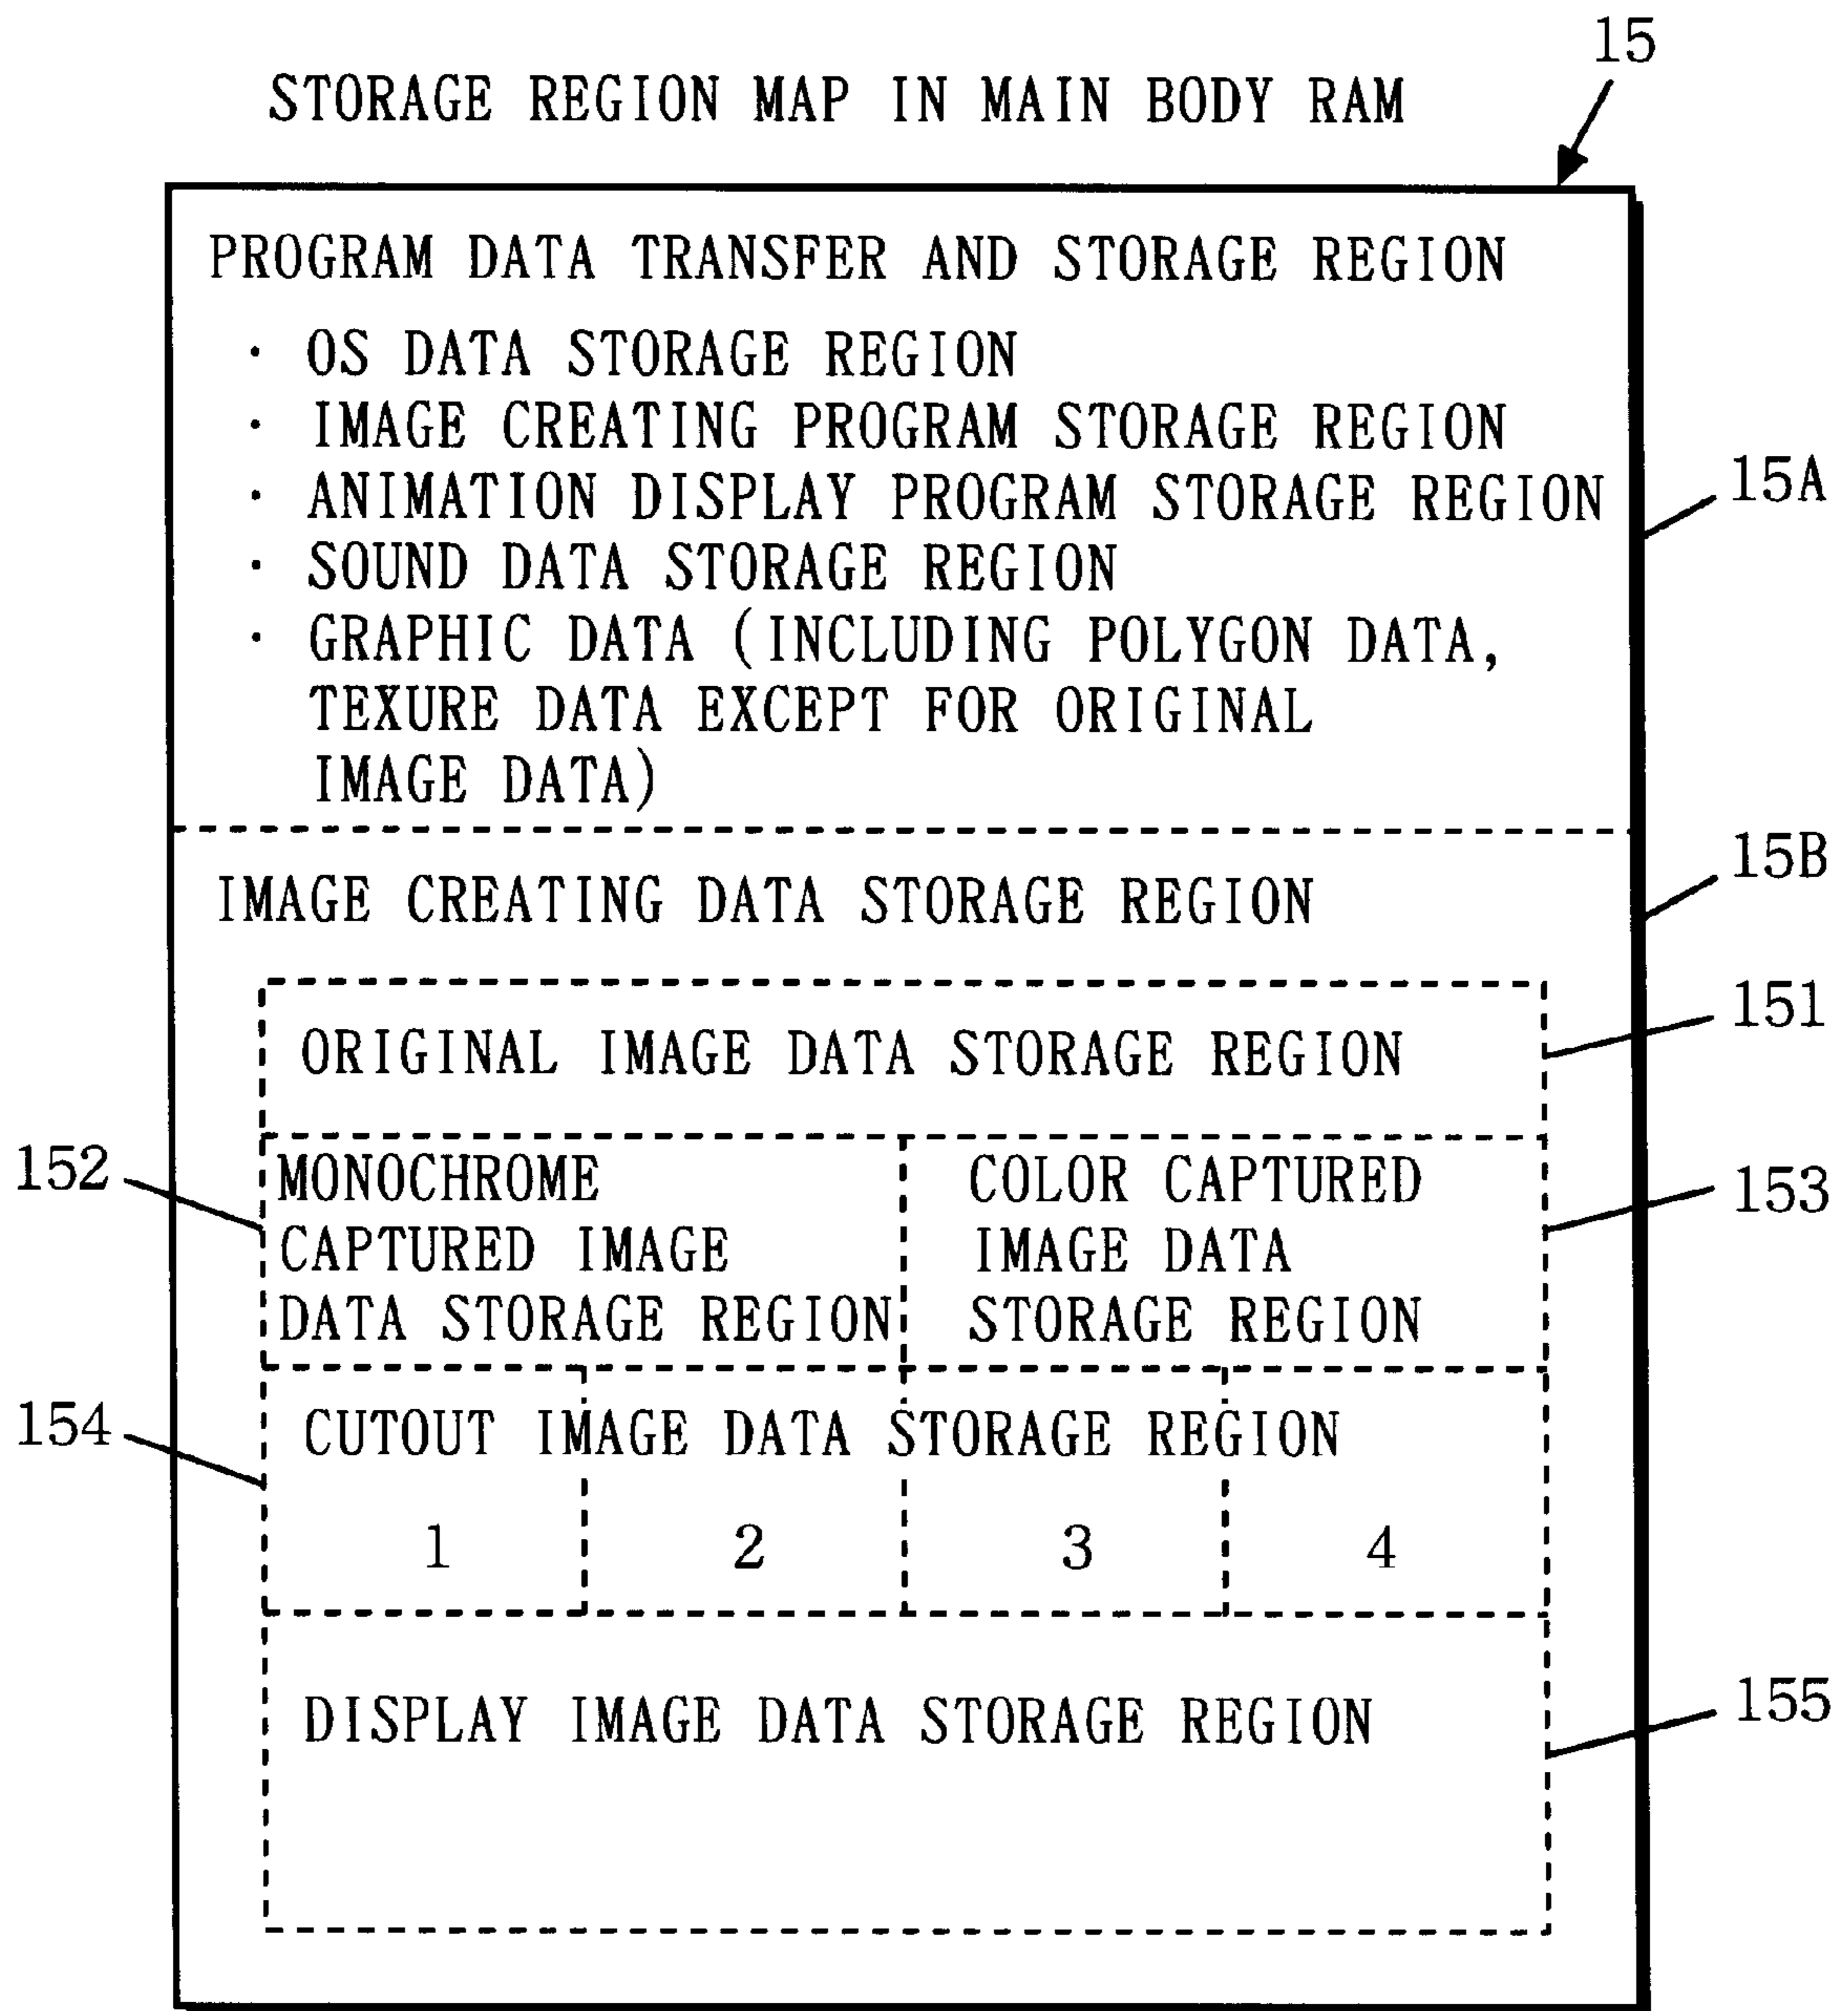 15
STORAGE REGION MAP IN MAIN BODY RAM
PROGRAM DATA TRANSFER AND STORAGE REGION
· OS DATA STORAGE REGION
· IMAGE CREATING PROGRAM STORAGE REGION
· ANIMATION DISPLAY PROGRAM STORAGE REGION
15A
· SOUND DATA STORAGE REGION
· GRAPHIC DATA (INCLUDING POLYGON DATA,
TEXURE DATA EXCEPT FOR ORIGINAL
IMAGE DATA)
15B
IMAGE CREATING DATA STORAGE REGION
151
ORIGINAL IMAGE DATA STORAGE REGION
152
MONOCHROME
CAPTURED IMAGE
DATA STORAGE REGION
COLOR CAPTURED
IMAGE DATA
STORAGE REGION
153
154
CUTOUT IMAGE DATA STORAGE REGION
1 2 3 4
DISPLAY IMAGE DATA STORAGE REGION
155